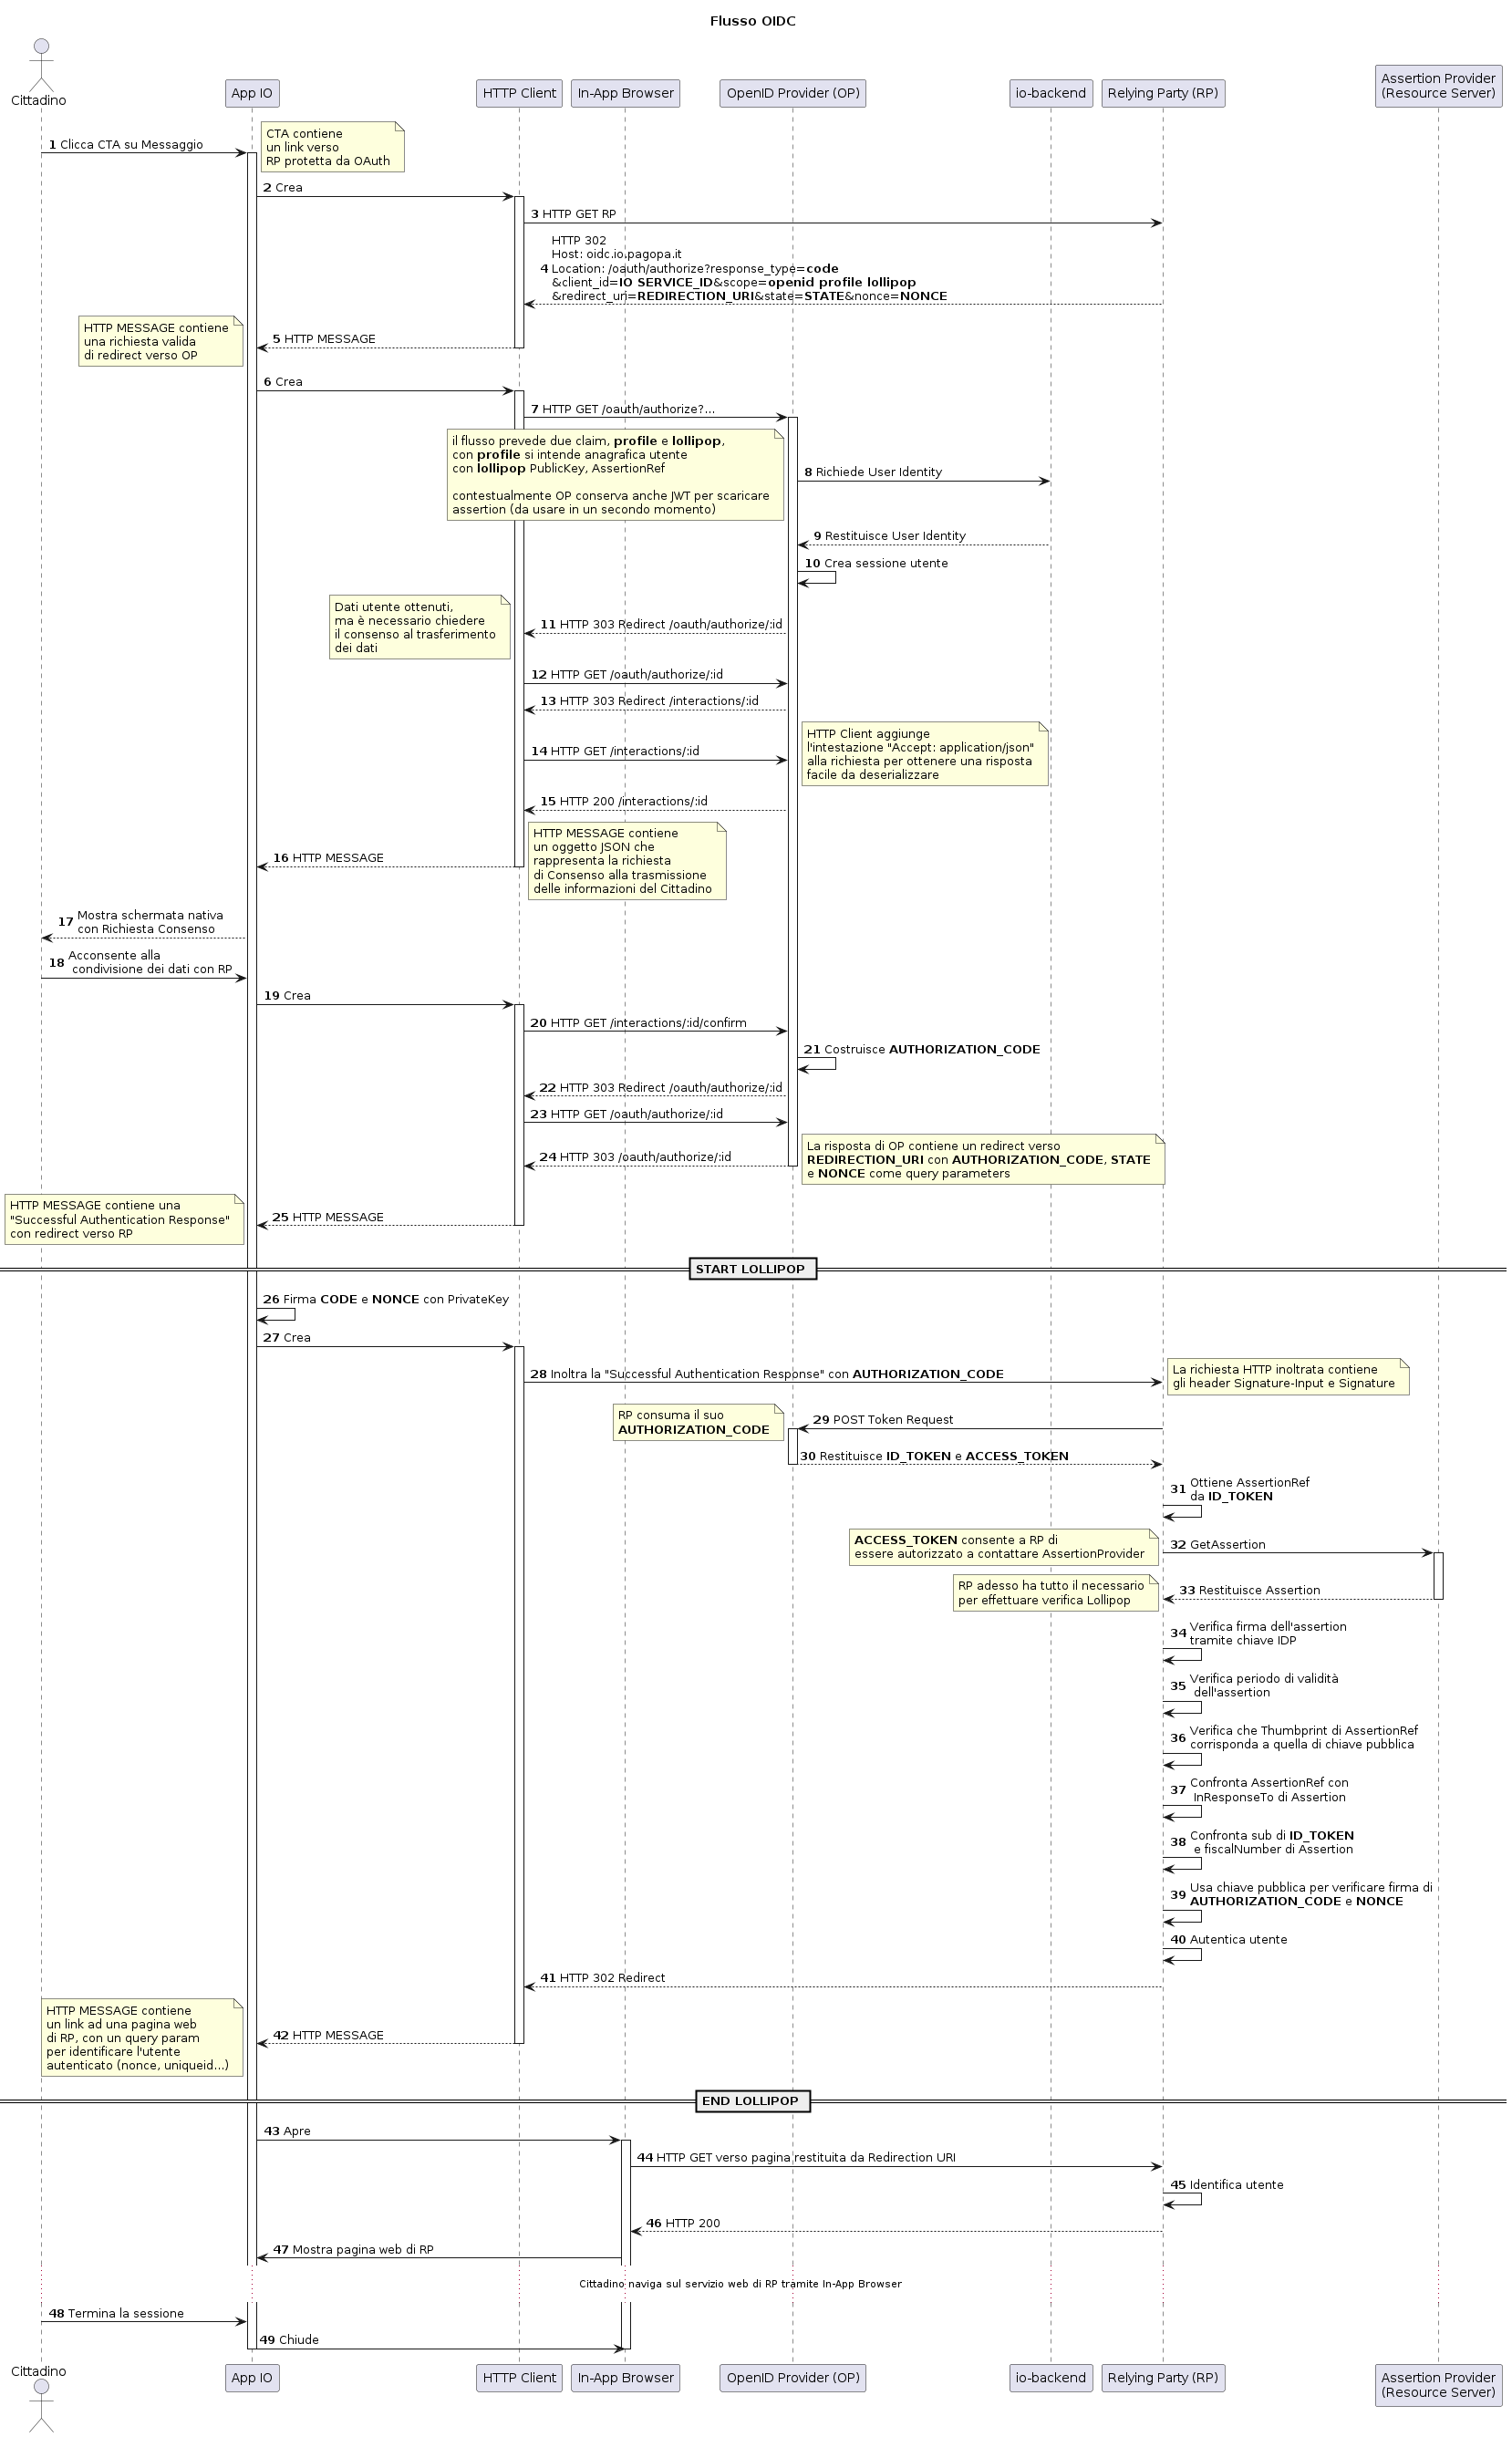 Flusso OIDC
Cittadino
App IO
HTTP Client
In-App Browser
OpenID Provider (OP)
io-backend
Relying Party (RP)
Assertion Provider
(Resource Server)
1 Clicca CTA su Messaggio
CTA contiene
un link verso
RP protetta da OAuth
2 Crea
3 HTTP GET RP
HTTP 302
Host: oidc.io.pagopa.it
4 Location: /oauth/authorize?response_type=code
&client_id=IO SERVICE_ID&scope=openid profile lollipop
&redirect_uri=REDIRECTION_URI&state=STATE&nonce=NONCE
HTTP MESSAGE contiene
una richiesta valida
di redirect verso OP
5 HTTP MESSAGE
6 Crea
7 HTTP GET /oauth/authorize?...
il flusso prevede due claim, profile e lollipop,
con profile si intende anagrafica utente
con lollipop PublicKey, AssertionRef
contestualmente OP conserva anche JWT per scaricare
assertion (da usare in un secondo momento)
8 Richiede User Identity
9 Restituisce User Identity
10 Crea sessione utente
Dati utente ottenuti,
ma è necessario chiedere
il consenso al trasferimento
dei dati
11 HTTP 303 Redirect /oauth/authorize/:id
12 HTTP GET /oauth/authorize/:id
13 HTTP 303 Redirect /interactions/:id
14 HTTP GET /interactions/:id
HTTP Client aggiunge
l'intestazione "Accept: application/json"
alla richiesta per ottenere una risposta
facile da deserializzare
15 HTTP 200 /interactions/:id
16 HTTP MESSAGE
HTTP MESSAGE contiene
un oggetto JSON che
rappresenta la richiesta
di Consenso alla trasmissione
delle informazioni del Cittadino
17 Mostra schermata nativa
con Richiesta Consenso
18 Acconsente alla
condivisione dei dati con RP
19 Crea
20 HTTP GET /interactions/:id/confirm
21 Costruisce AUTHORIZATION_CODE
22 HTTP 303 Redirect /oauth/authorize/:id
23 HTTP GET /oauth/authorize/:id
24 HTTP 303 /oauth/authorize/:id
La risposta di OP contiene un redirect verso
REDIRECTION_URI con AUTHORIZATION_CODE, STATE
e NONCE come query parameters
HTTP MESSAGE contiene una
"Successful Authentication Response"
con redirect verso RP
25 HTTP MESSAGE
START LOLLIPOP
26 Firma CODE e NONCE con PrivateKey
27 Crea
28 Inoltra la "Successful Authentication Response" con AUTHORIZATION_CODE
La richiesta HTTP inoltrata contiene
gli header Signature-Input e Signature
RP consuma il suo
AUTHORIZATION_CODE
29 POST Token Request
30 Restituisce ID_TOKEN e ACCESS_TOKEN
31 Ottiene AssertionRef
da ID_TOKEN
ACCESS_TOKEN consente a RP di
essere autorizzato a contattare AssertionProvider
32 GetAssertion
RP adesso ha tutto il necessario
per effettuare verifica Lollipop
33 Restituisce Assertion
34 Verifica firma dell'assertion
tramite chiave IDP
35 Verifica periodo di validità
dell'assertion
36 Verifica che Thumbprint di AssertionRef
corrisponda a quella di chiave pubblica
37 Confronta AssertionRef con
InResponseTo di Assertion
38 Confronta sub di ID_TOKEN
e fiscalNumber di Assertion
39 Usa chiave pubblica per verificare firma di
AUTHORIZATION_CODE e NONCE
40 Autentica utente
41 HTTP 302 Redirect
HTTP MESSAGE contiene
un link ad una pagina web
di RP, con un query param
per identificare l'utente
autenticato (nonce, uniqueid...)
42 HTTP MESSAGE
END LOLLIPOP
43 Apre
44 HTTP GET verso pagina restituita da Redirection URI
45 Identifica utente
46 HTTP 200
47 Mostra pagina web di RP
Cittadino naviga sul servizio web di RP tramite In-App Browser
48 Termina la sessione
49 Chiude
Cittadino
App IO
HTTP Client
In-App Browser
OpenID Provider (OP)
io-backend
Relying Party (RP)
Assertion Provider
(Resource Server)